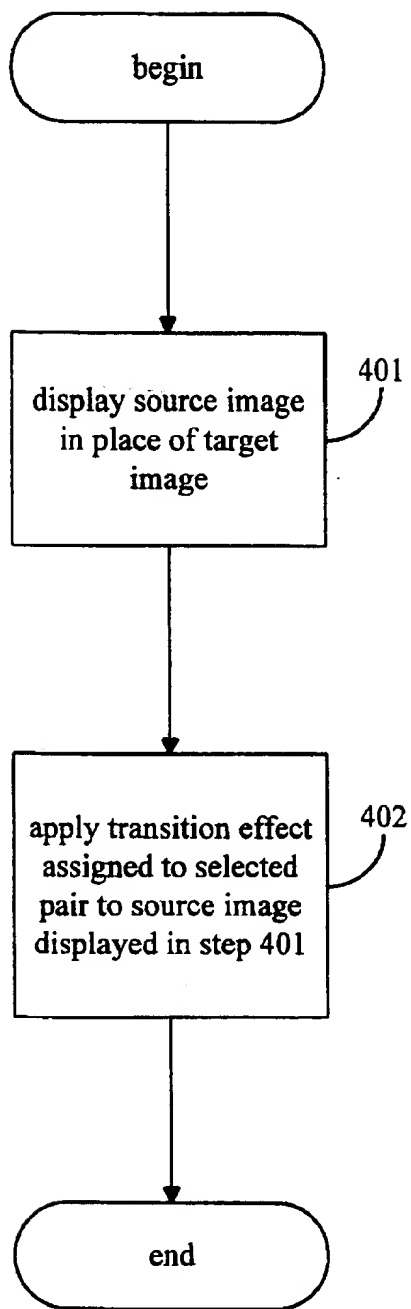 begin
401
display source image
in place of target
image
402
apply transition effect
assigned to selected
pair to source image
displayed in step 401
end